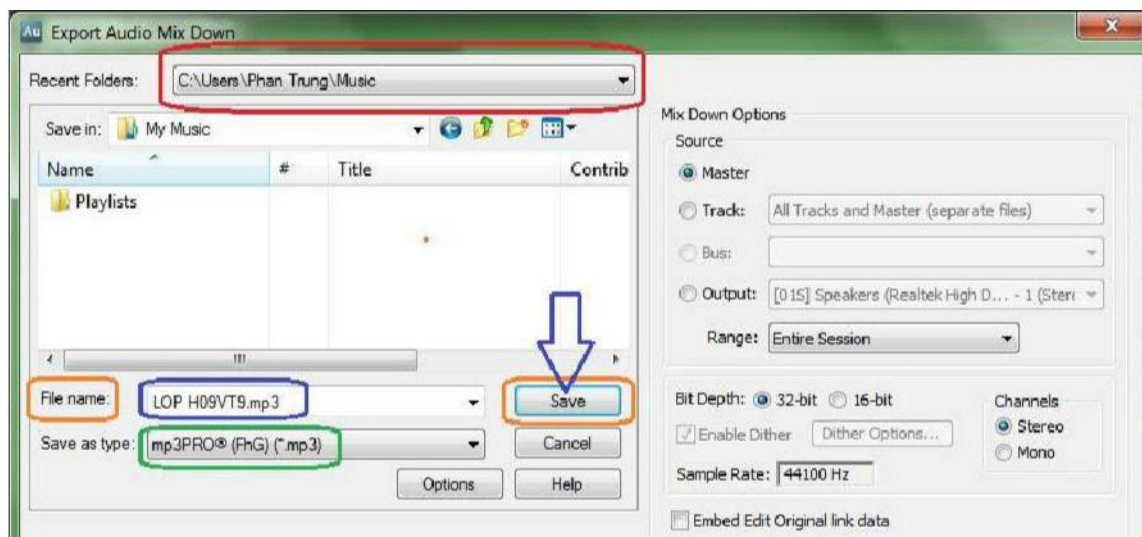 Au Export Audio Mix Down X
Recent Folders: C:\Users\Phan Trung\Music
Save in: My Music
Name # Title Contrib
Playlists
File name: LOP H09VT9.mp3 Save
Save as type: mp3PRO® (FhG) (*.mp3) Cancel
Options Help
Mix Down Options
Source
Master
Track: All Tracks and Master (separate files)
Bus:
Output: [01S] Speakers (Realtek High D... - 1 (Stere
Range: Entire Session
Bit Depth: 32-bit 16-bit
Enable Dither Dither Options...
Sample Rate: 44100 Hz
Channels
Stereo
Mono
Embed Edit Original link data